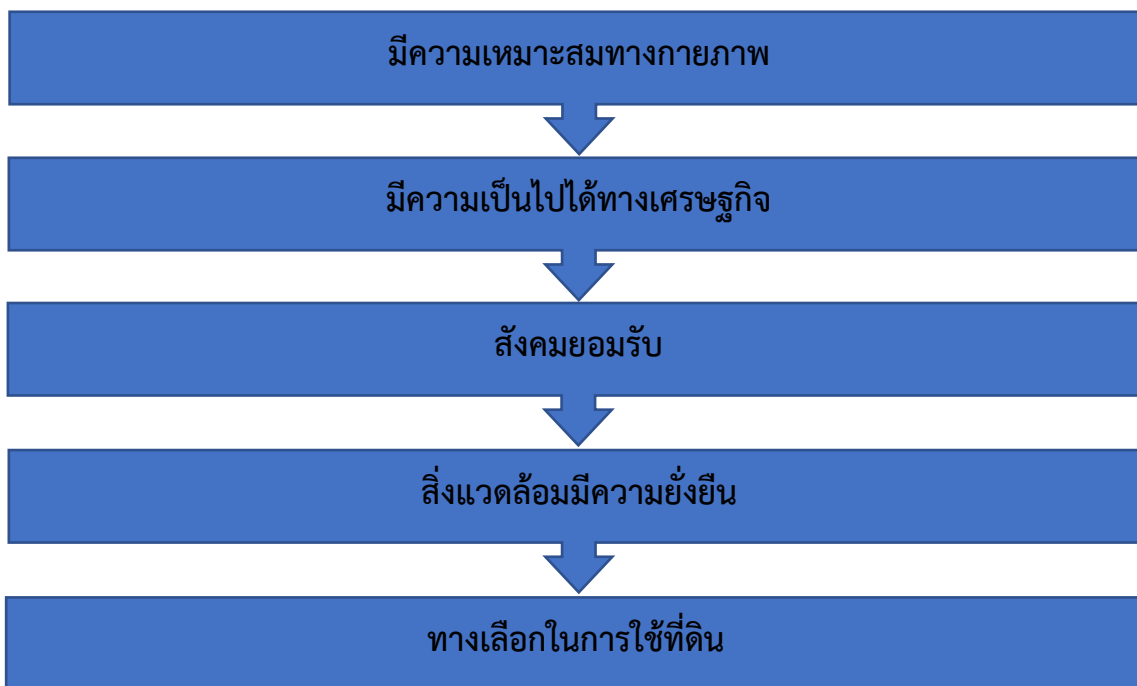 มีความเหมาะสมทางกายภาพ
มีความเป็นไปได้ทางเศรษฐกิจ
สังคมยอมรับ
สิ่งแวดล้อมมีความยั่งยืน
ทางเลือกในการใช้ที่ดิน